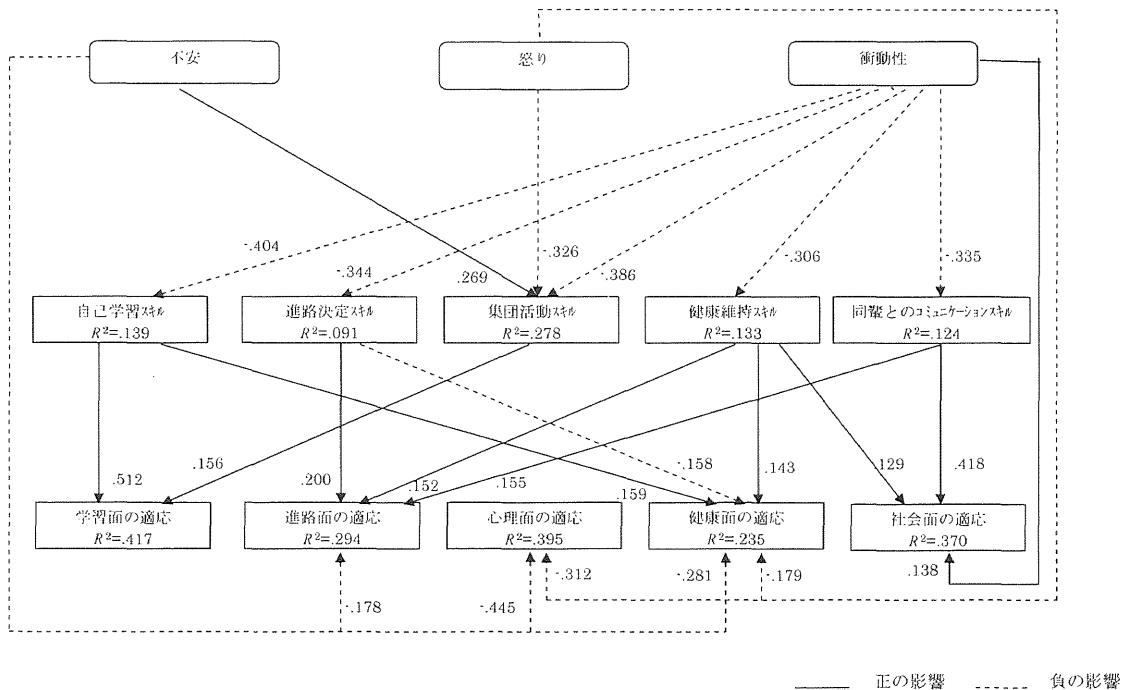 不安
怒り
衝動性
-.404
-.344
.269
-.326
-.386
-.306
-.335
自己学習スキル
R²=.139
進路決定スキル
R²=.091
集団活動スキル
R²=.278
健康維持スキル
R²=.133
同輩とのコミュニケーションスキル
R²=.124
.512
.156
.200
.152
.155
.159
-.158
.143
.129
.418
学習面の適応
R²=.417
進路面の適応
R²=.294
心理面の適応
R²=.395
健康面の適応
R²=.235
社会面の適応
R²=.370
-.178
-.445
-.312
-.281
-.179
.138
正の影響
負の影響